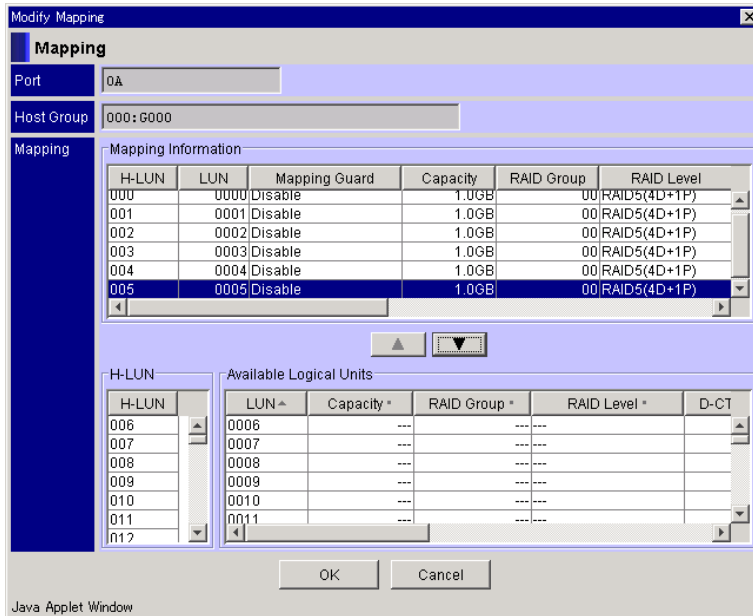 Modify Mapping
Mapping
Port 0A
Host Group 000:G000
Mapping
Mapping Information
H-LUN LUN Mapping Guard Capacity RAID Group RAID Level
000 0000 Disable 1.0GB 00 RAID5(4D+1P)
001 0001 Disable 1.0GB 00 RAID5(4D+1P)
002 0002 Disable 1.0GB 00 RAID5(4D+1P)
003 0003 Disable 1.0GB 00 RAID5(4D+1P)
004 0004 Disable 1.0GB 00 RAID5(4D+1P)
005 0005 Disable 1.0GB 00 RAID5(4D+1P)
H-LUN Available Logical Units
H-LUN LUN Capacity RAID Group RAID Level D-CT
006 0006 --- --- ---
007 0007 --- --- ---
008 0008 --- --- ---
009 0009 --- --- ---
010 0010 --- --- ---
011 0011 --- --- ---
012
OK Cancel
Java Applet Window